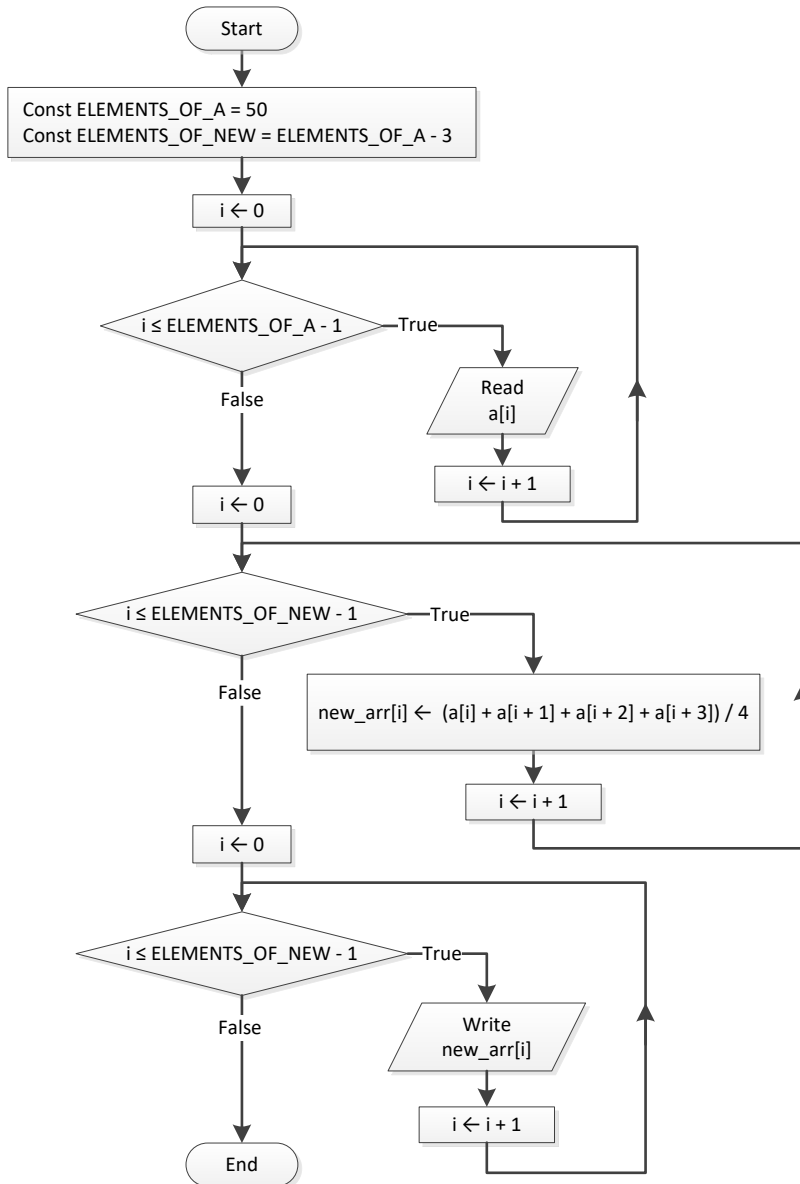 Start
Const ELEMENTS_OF_A = 50
Const ELEMENTS_OF_NEW = ELEMENTS_OF_A - 3
i ← 0
i ≤ ELEMENTS_OF_A - 1
True
Read
a[i]
False
i ← i + 1
i ← 0
i ≤ ELEMENTS_OF_NEW - 1
True
False
new_arr[i] ← (a[i] + a[i + 1] + a[i + 2] + a[i + 3]) / 4
i ← i + 1
i ← 0
i ≤ ELEMENTS_OF_NEW - 1
True
False
Write
new_arr[i]
i ← i + 1
End